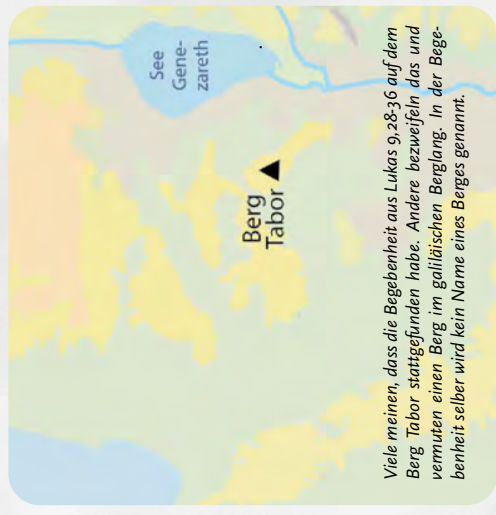 See
Gene-
zareth
Berg
Tabor
Viele meinen, dass die Begebenheit aus Lukas 9,28-36 auf dem
Berg Tabor stattgefunden habe. Andere bezweifeln das und
vermuten einen Berg im galiläischen Berglang. In der Bege-
benheit selber wird kein Name eines Berges genannt.